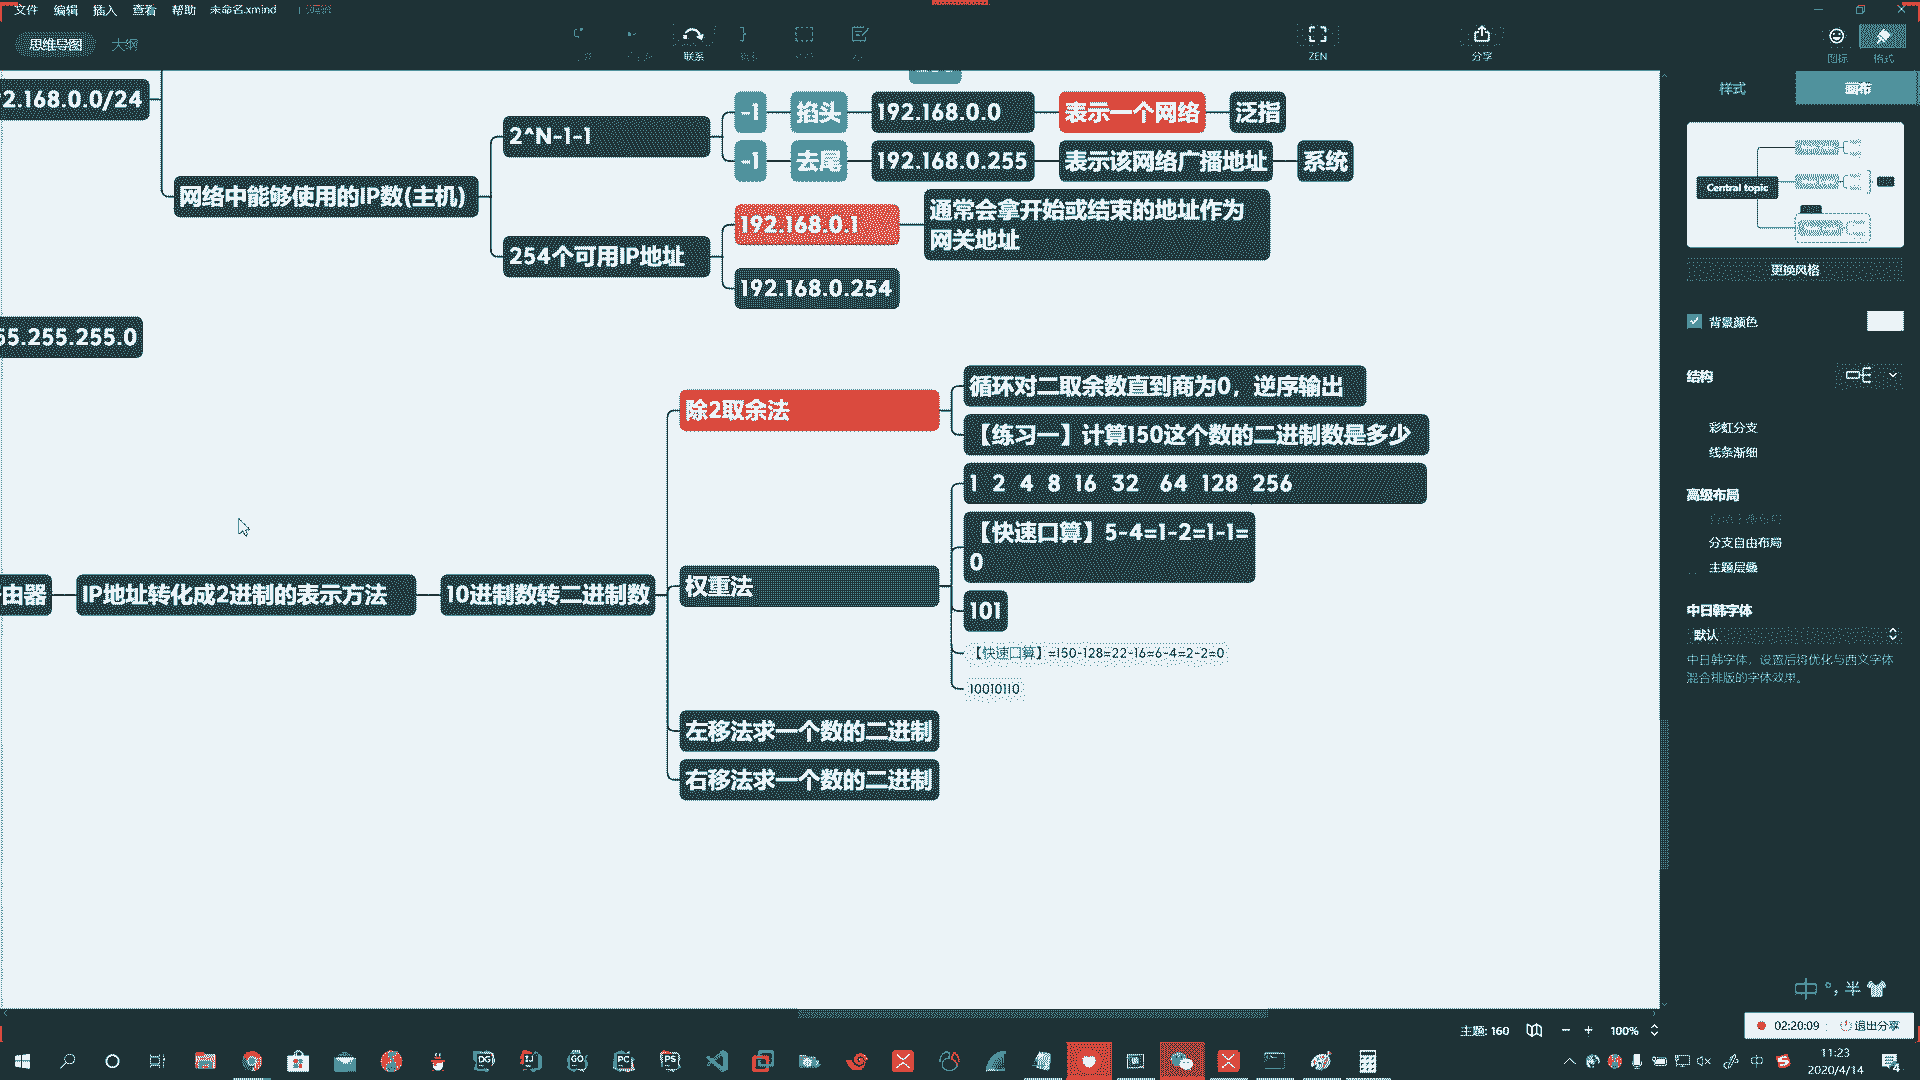 文件 编辑 插入 查看 帮助 未命名.xmind
思维导图 大纲
联系 ZEN 分享 图标 格式
样式 画布
2.168.0.0/24
2^N-1-1
-1 掐头 192.168.0.0 表示一个网络 泛指
-1 去尾 192.168.0.255 表示该网络广播地址 系统
网络中能够使用的IP数(主机)
254个可用IP地址
192.168.0.1
通常会拿开始或结束的地址作为
网关地址
192.168.0.254
55.255.255.0
由器
IP地址转化成2进制的表示方法
10进制数转二进制数
除2取余法
循环对二取余数直到商为0，逆序输出
【练习一】计算150这个数的二进制数是多少
权重法
1 2 4 8 16 32 64 128 256
【快速口算】5-4=1-2=1-1=
0
101
【快速口算】=150-128=22-16=6-4=2-2=0
10010110
左移法求一个数的二进制
右移法求一个数的二进制
Central topic
更换风格
背景颜色
结构
彩虹分支
线条渐细
高级布局
分支自由布局
主题层叠
中日韩字体
默认
中日韩字体，设置后将优化与西文字体
混合排版的字体效果。
中 °, 半
主题: 160 100%
02:20:09 退出分享
DG IJ GO PC PS
中
11:23
2020/4/14
4